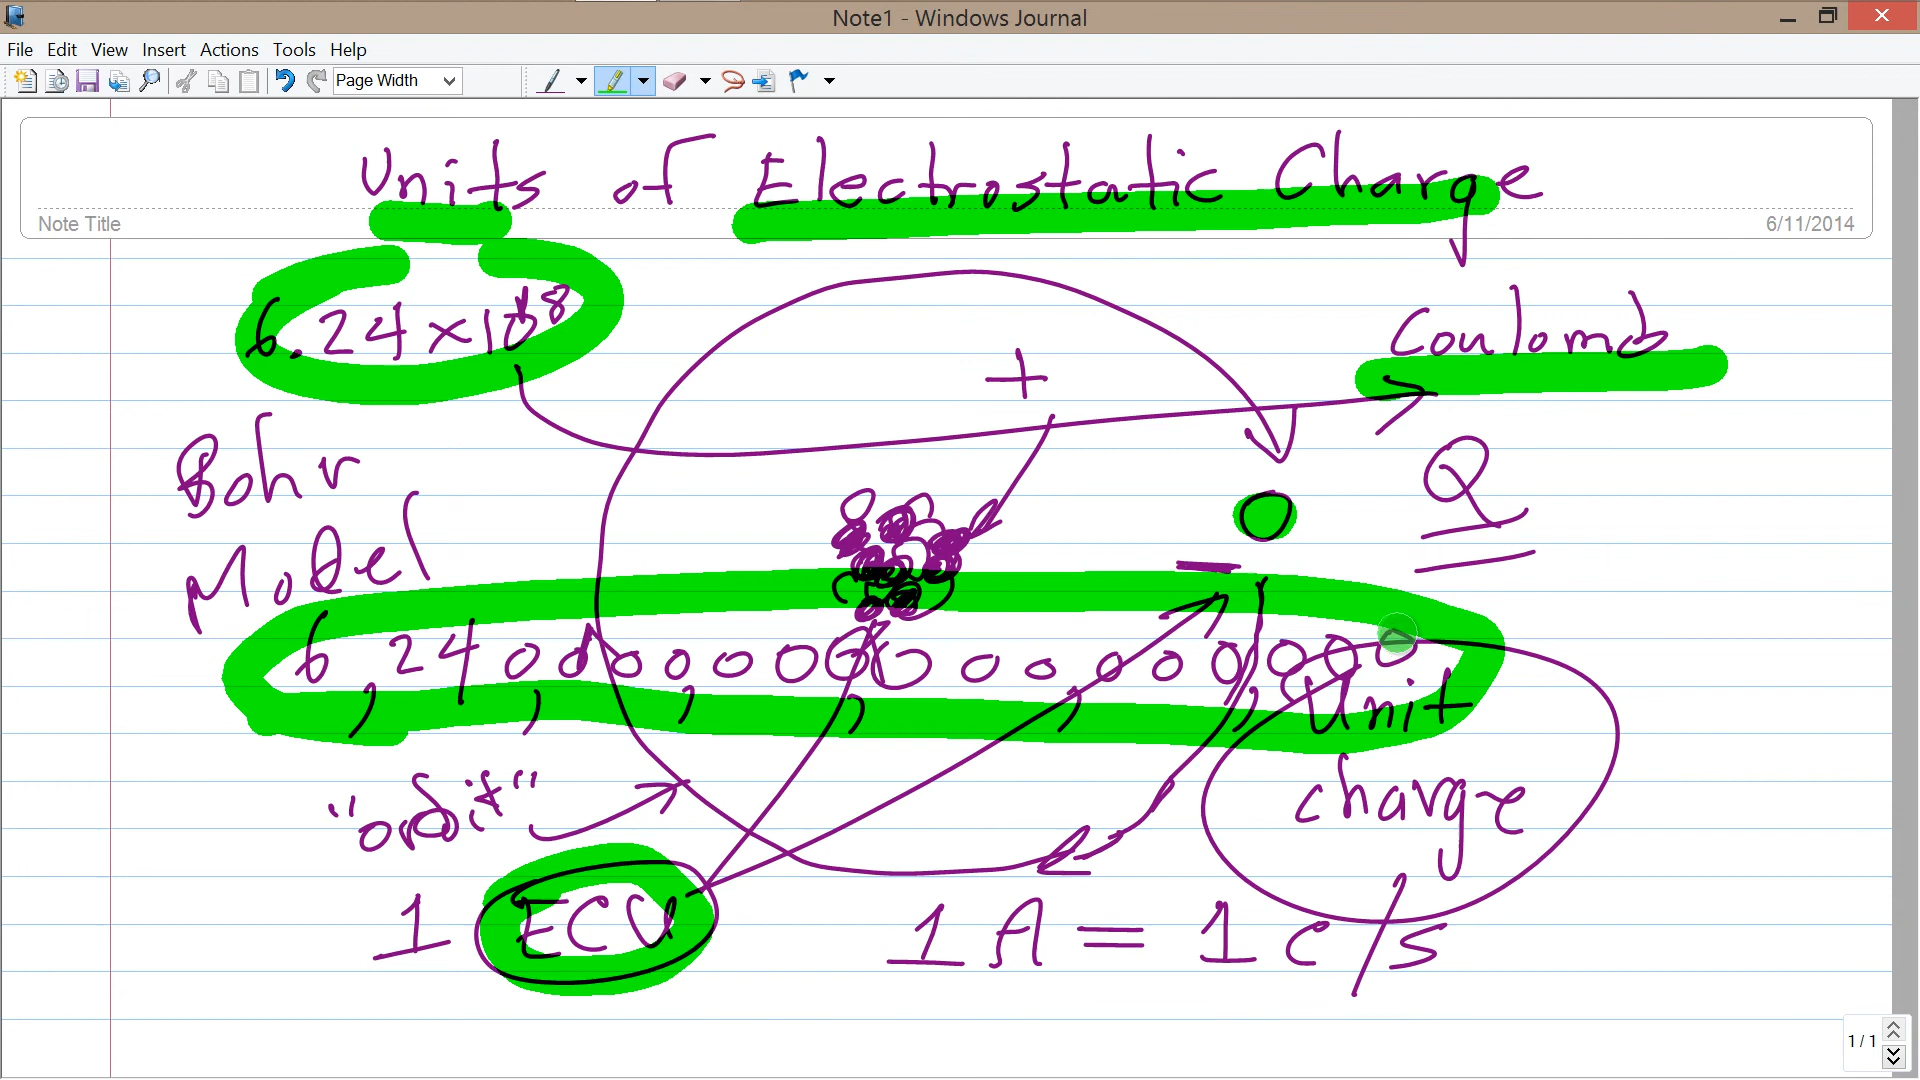 Note1 - Windows Journal
File Edit View Insert Actions Tools Help
Page Width
Units of Electrostatic Charge
Note Title
6/11/2014
6.24x10^18
Coulomb
+
Q
Bohr
Model
-
6,240,000,000,000,000,000
Unit
charge
"orbit"
1 ECU
1 A = 1 C/s
1 / 1